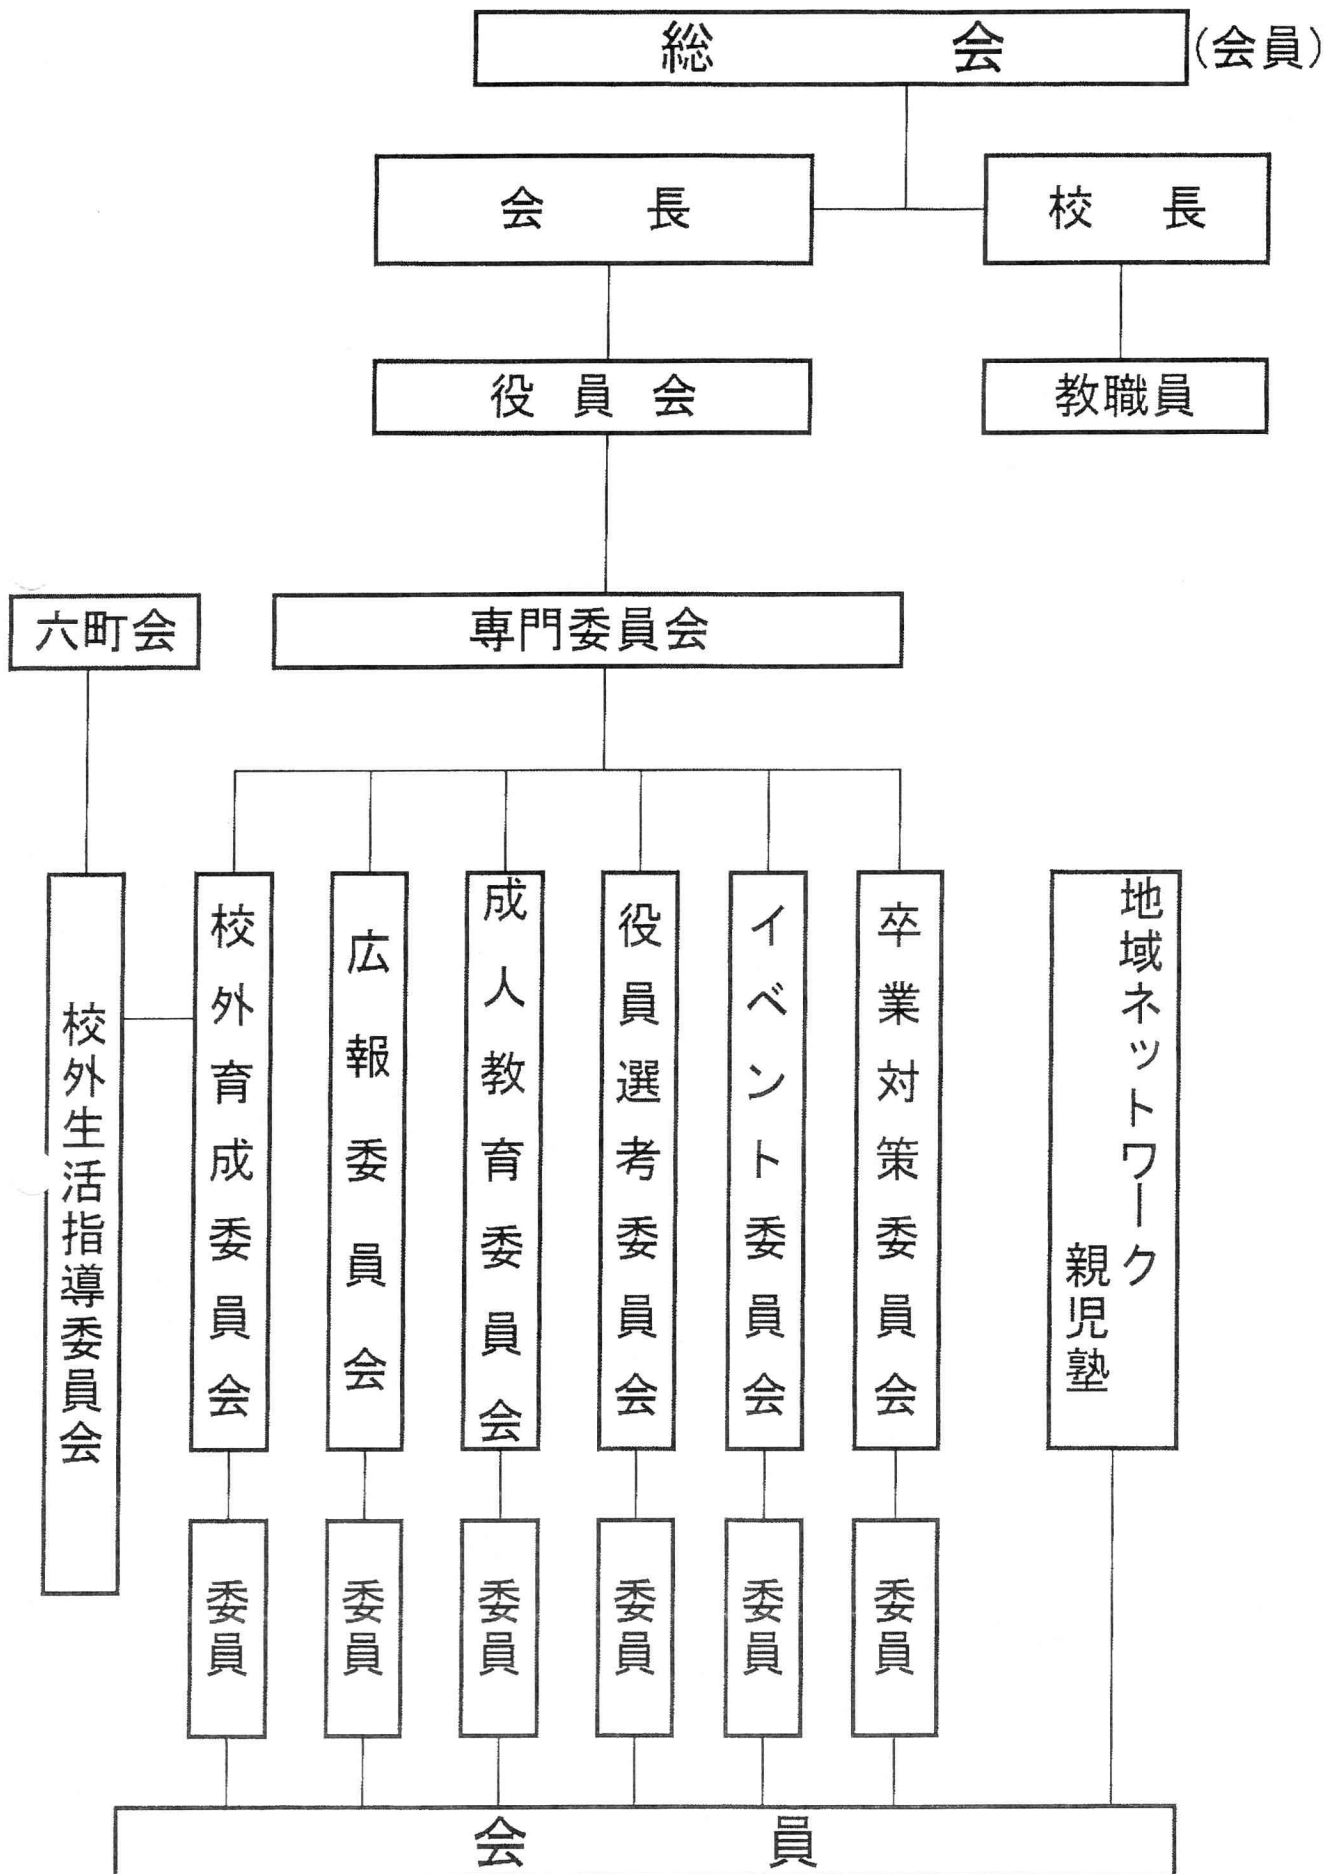 総会
(会員)
会長
校長
役員会
教職員
六町会
専門委員会
校外生活指導委員会
校外育成委員会
広報委員会
成人教育委員会
役員選考委員会
イベント委員会
卒業対策委員会
地域ネットワーク
親児塾
委員
委員
委員
委員
委員
委員
会員